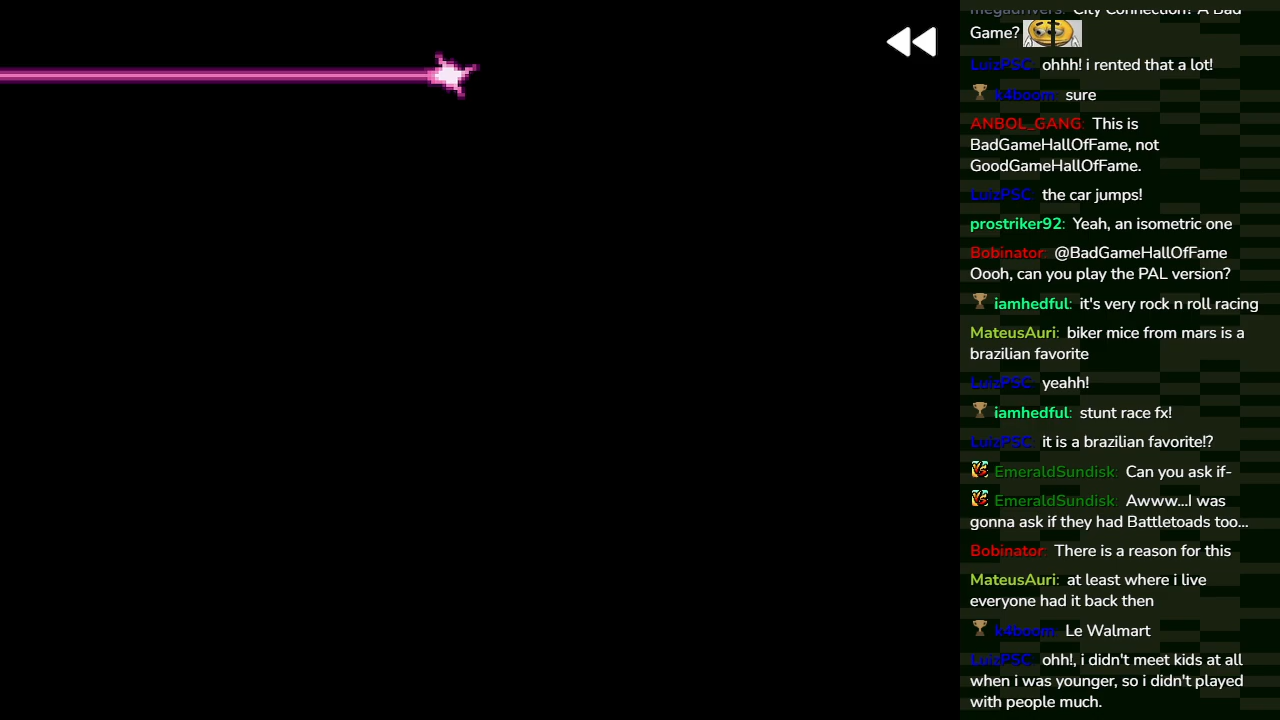 megadrivers: City Connection? A Bad
Game?
LuizPSC: ohhh! i rented that a lot!
k4boom: sure
ANBOL_GANG: This is
BadGameHallOfFame, not
GoodGameHallOfFame.
LuizPSC: the car jumps!
prostriker92: Yeah, an isometric one
Bobinator: @BadGameHallOfFame
Oooh, can you play the PAL version?
iamhedful: it's very rock n roll racing
MateusAuri: biker mice from mars is a
brazilian favorite
LuizPSC: yeahh!
iamhedful: stunt race fx!
LuizPSC: it is a brazilian favorite!?
EmeraldSundisk: Can you ask if-
EmeraldSundisk: Awww...I was
gonna ask if they had Battletoads too...
Bobinator: There is a reason for this
MateusAuri: at least where i live
everyone had it back then
k4boom: Le Walmart
LuizPSC: ohh!, i didn't meet kids at all
when i was younger, so i didn't played
with people much.